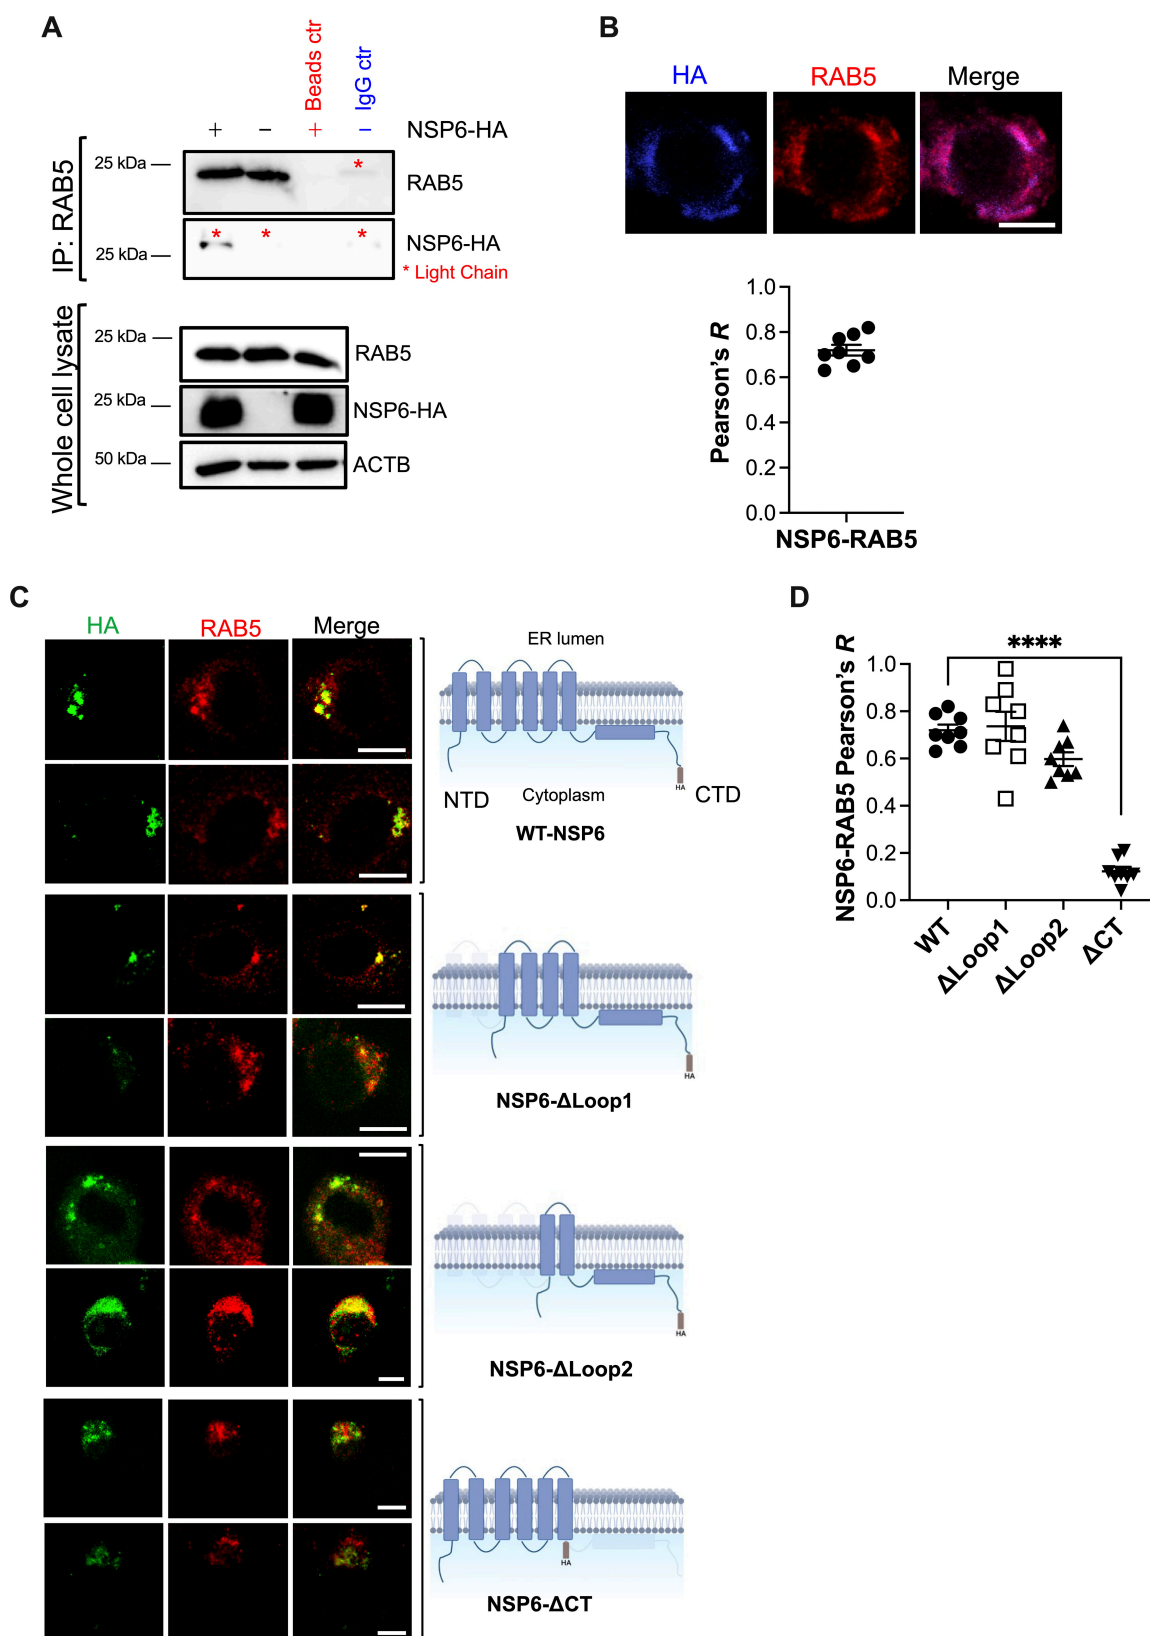 A
Beads ctr
IgG ctr
+ − + − NSP6-HA
IP: RAB5
25 kDa
*
RAB5
* * *
25 kDa
NSP6-HA
* Light Chain
Whole cell lysate
25 kDa
RAB5
25 kDa
NSP6-HA
50 kDa
ACTB
B
HA RAB5 Merge
Pearson's R
1.0
0.8
0.6
0.4
0.2
0.0
NSP6-RAB5
C
HA RAB5 Merge
ER lumen
HA
NTD Cytoplasm CTD
WT-NSP6
HA
NSP6-ΔLoop1
HA
NSP6-ΔLoop2
HA
NSP6-ΔCT
D
****
NSP6-RAB5 Pearson's R
1.0
0.8
0.6
0.4
0.2
0.0
WT
ΔLoop1
ΔLoop2
ΔCT